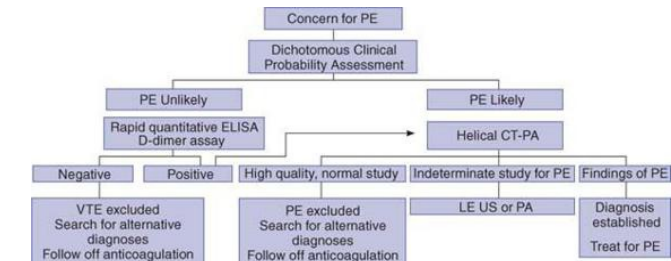 Concern for PE
Dichotomous Clinical
Probability Assessment
PE Unlikely
PE Likely
Rapid quantitative ELISA
D-dimer assay
Helical CT-PA
Negative
Positive
High quality, normal study
Indeterminate study for PE
Findings of PE
VTE excluded
Search for alternative
diagnoses
Follow off anticoagulation
PE excluded
Search for alternative
diagnoses
Follow off anticoagulation
LE US or PA
Diagnosis
established
Treat for PE